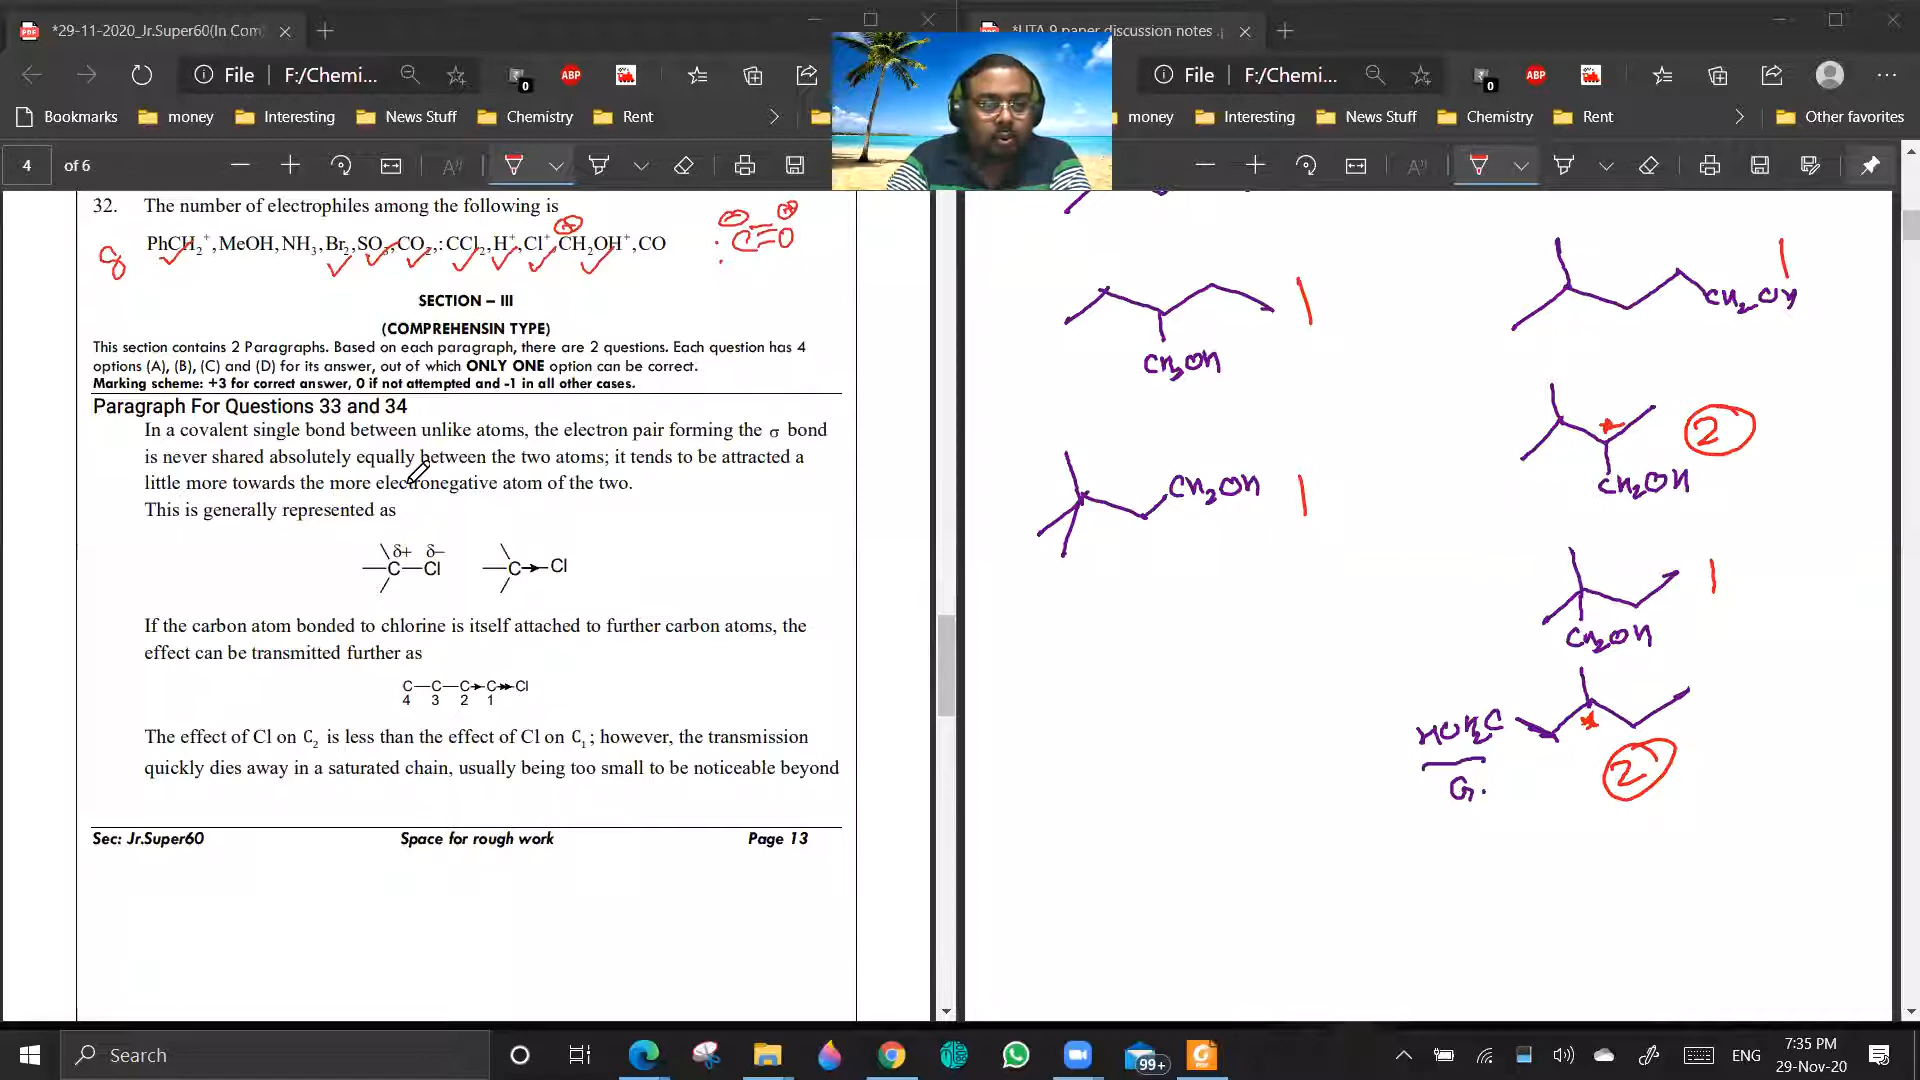 *29-11-2020_Jr.Super60(In Com
*UTA 9 paper discussion notes .
File F:/Chemi...
0
ABP
File F:/Chemi...
0
ABP
Bookmarks money Interesting News Stuff Chemistry Rent
money Interesting News Stuff Chemistry Rent Other favorites
4 of 6
32. The number of electrophiles among the following is
PhCH₂⁺, MeOH, NH₃, Br₂, SO₃, CO₂, :CCl₂, H⁺, Cl⁺ CH₂OH⁺, CO
8
:C=O
SECTION – III
(COMPREHENSIN TYPE)
This section contains 2 Paragraphs. Based on each paragraph, there are 2 questions. Each question has 4
options (A), (B), (C) and (D) for its answer, out of which ONLY ONE option can be correct.
Marking scheme: +3 for correct answer, 0 if not attempted and -1 in all other cases.
Paragraph For Questions 33 and 34
In a covalent single bond between unlike atoms, the electron pair forming the σ bond
is never shared absolutely equally between the two atoms; it tends to be attracted a
little more towards the more electronegative atom of the two.
This is generally represented as
δ+ δ−
C—Cl C Cl
If the carbon atom bonded to chlorine is itself attached to further carbon atoms, the
effect can be transmitted further as
C—C—C C Cl
4 3 2 1
The effect of Cl on C₂ is less than the effect of Cl on C₁; however, the transmission
quickly dies away in a saturated chain, usually being too small to be noticeable beyond
Sec: Jr.Super60 Space for rough work Page 13
CH₂OH 1
CH₂OH 1
CH₂OH 1
CH₂OH 2
CH₂OH 1
HOH₂C 2
G.
Search
99+
ENG
7:35 PM
29-Nov-20